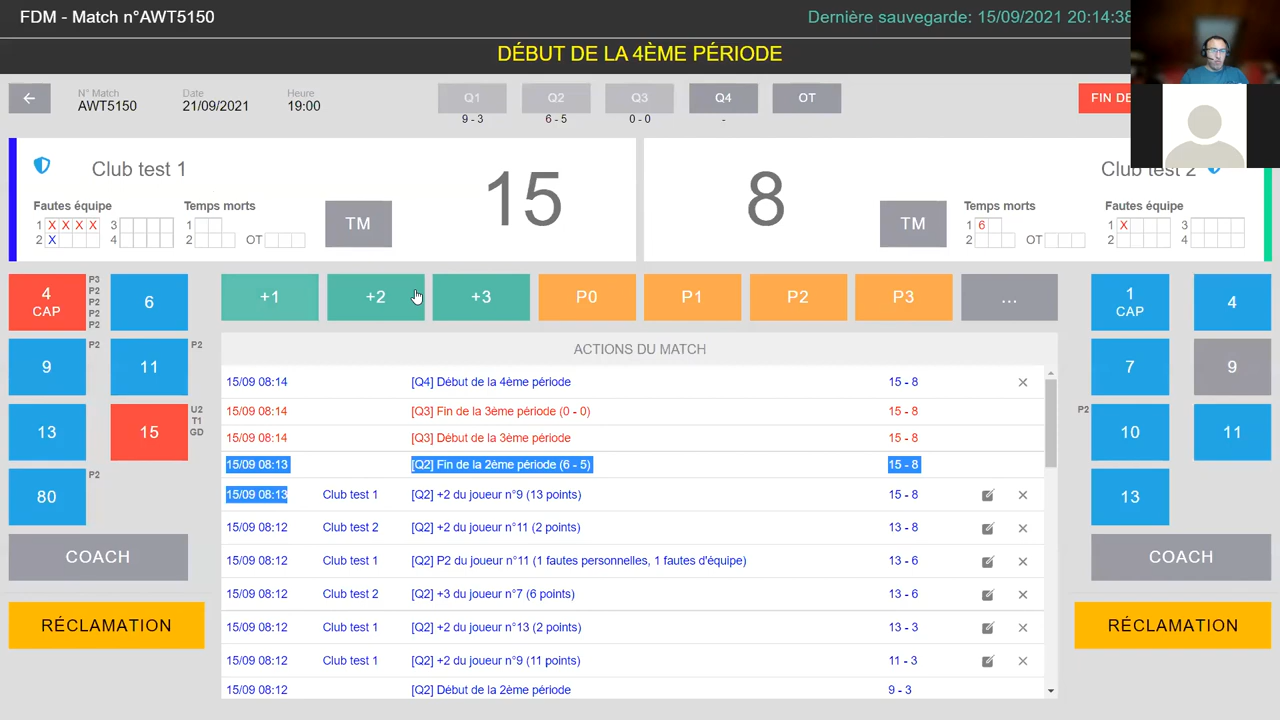 FDM - Match n°AWT5150
Dernière sauvegarde: 15/09/2021 20:14:38
DÉBUT DE LA 4ÈME PÉRIODE
N° Match
AWT5150
Date
21/09/2021
Heure
19:00
Q1
9 - 3
Q2
6 - 5
Q3
0 - 0
Q4
-
OT
FIN DE
Club test 1
15
8
Club test 2
Fautes équipe
1 X X X X 3
2 X 4
Temps morts
1
2 OT
TM
TM
Temps morts
1 6
2 OT
Fautes équipe
1 X 3
2 4
4
CAP
P3
P2
P2
P2
P2
6
9
P2
11
P2
13
15
U2
T1
GD
80
P2
COACH
RÉCLAMATION
+1
+2
+3
P0
P1
P2
P3
...
ACTIONS DU MATCH
15/09 08:14 [Q4] Début de la 4ème période 15 - 8
15/09 08:14 [Q3] Fin de la 3ème période (0 - 0) 15 - 8
15/09 08:14 [Q3] Début de la 3ème période 15 - 8
15/09 08:13 [Q2] Fin de la 2ème période (6 - 5) 15 - 8
15/09 08:13 Club test 1 [Q2] +2 du joueur n°9 (13 points) 15 - 8
15/09 08:12 Club test 2 [Q2] +2 du joueur n°11 (2 points) 13 - 8
15/09 08:12 Club test 1 [Q2] P2 du joueur n°11 (1 fautes personnelles, 1 fautes d'équipe) 13 - 6
15/09 08:12 Club test 2 [Q2] +3 du joueur n°7 (6 points) 13 - 6
15/09 08:12 Club test 1 [Q2] +2 du joueur n°13 (2 points) 13 - 3
15/09 08:12 Club test 1 [Q2] +2 du joueur n°9 (11 points) 11 - 3
15/09 08:12 [Q2] Début de la 2ème période 9 - 3
1
CAP
4
7
9
P2
10
11
13
COACH
RÉCLAMATION